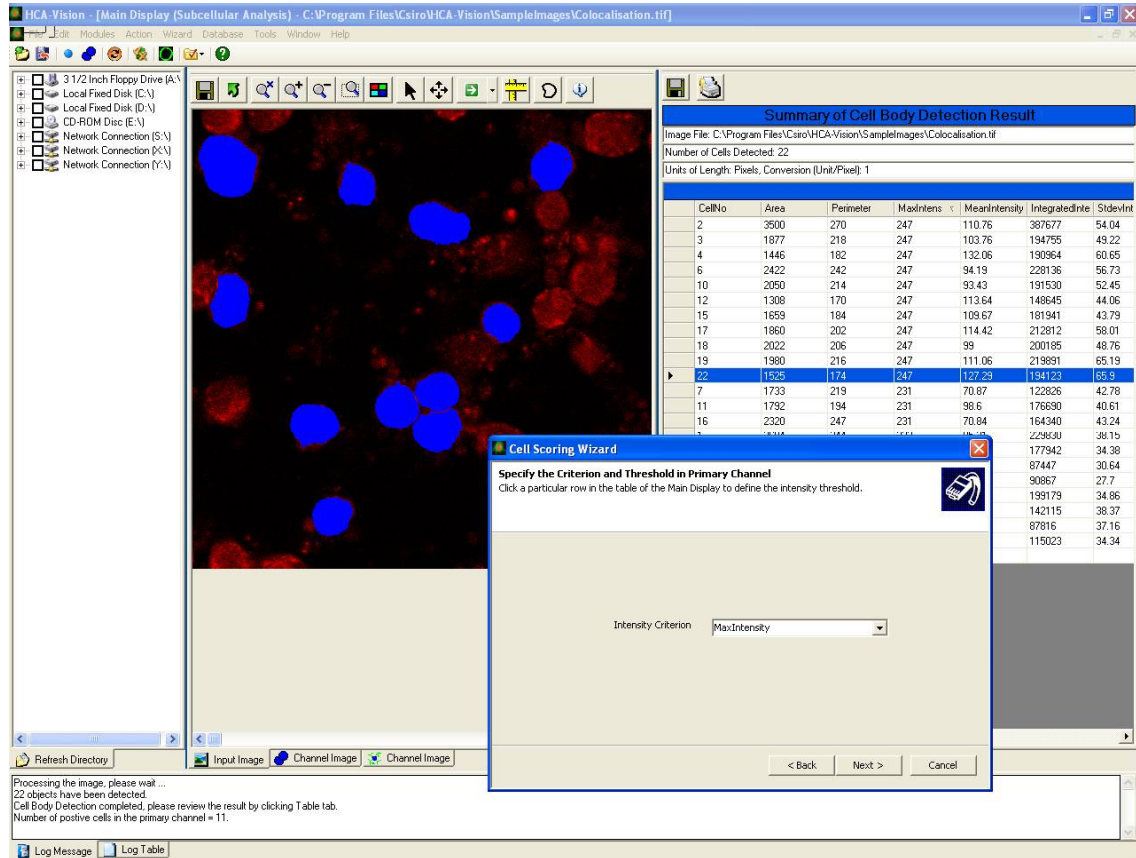 HCA-Vision - [Main Display (Subcellular Analysis) - C:\Program Files\Csiro\HCA-Vision\SampleImages\Colocalisation.tif]
Edit Modules Action Wizard Database Tools Window Help
3 1/2 Inch Floppy Drive (A:\
Local Fixed Disk (C:\)
Local Fixed Disk (D:\)
CD-ROM Disc (E:\)
Network Connection (S:\)
Network Connection (X:\)
Network Connection (Y:\)
Refresh Directory
Input Image Channel Image Channel Image
Summary of Cell Body Detection Result
Image File: C:\Program Files\Csiro\HCA-Vision\SampleImages\Colocalisation.tif
Number of Cells Detected: 22
Units of Length: Pixels, Conversion (Unit/Pixel): 1
CellNo Area Perimeter MaxIntens MeanIntensity IntegratedInte StdevInt
2 3500 270 247 110.76 387677 54.04
3 1877 218 247 103.76 194755 49.22
4 1446 182 247 132.06 190964 60.65
6 2422 242 247 94.19 228136 56.73
10 2050 214 247 93.43 191530 52.45
12 1308 170 247 113.64 148645 44.06
15 1659 184 247 109.67 181941 43.79
17 1860 202 247 114.42 212812 58.01
18 2022 206 247 99 200185 48.76
19 1980 216 247 111.06 219891 65.19
22 1525 174 247 127.29 194123 65.9
7 1733 219 231 70.87 122826 42.78
11 1792 194 231 98.6 176690 40.61
16 2320 247 231 70.84 164340 43.24
229830 38.15
177942 34.38
87447 30.64
90867 27.7
199179 34.86
142115 38.37
87816 37.16
115023 34.34
Cell Scoring Wizard
Specify the Criterion and Threshold in Primary Channel
Click a particular row in the table of the Main Display to define the intensity threshold.
Intensity Criterion MaxIntensity
< Back Next > Cancel
Processing the image, please wait ...
22 objects have been detected.
Cell Body Detection completed, please review the result by clicking Table tab.
Number of postive cells in the primary channel = 11.
Log Message Log Table